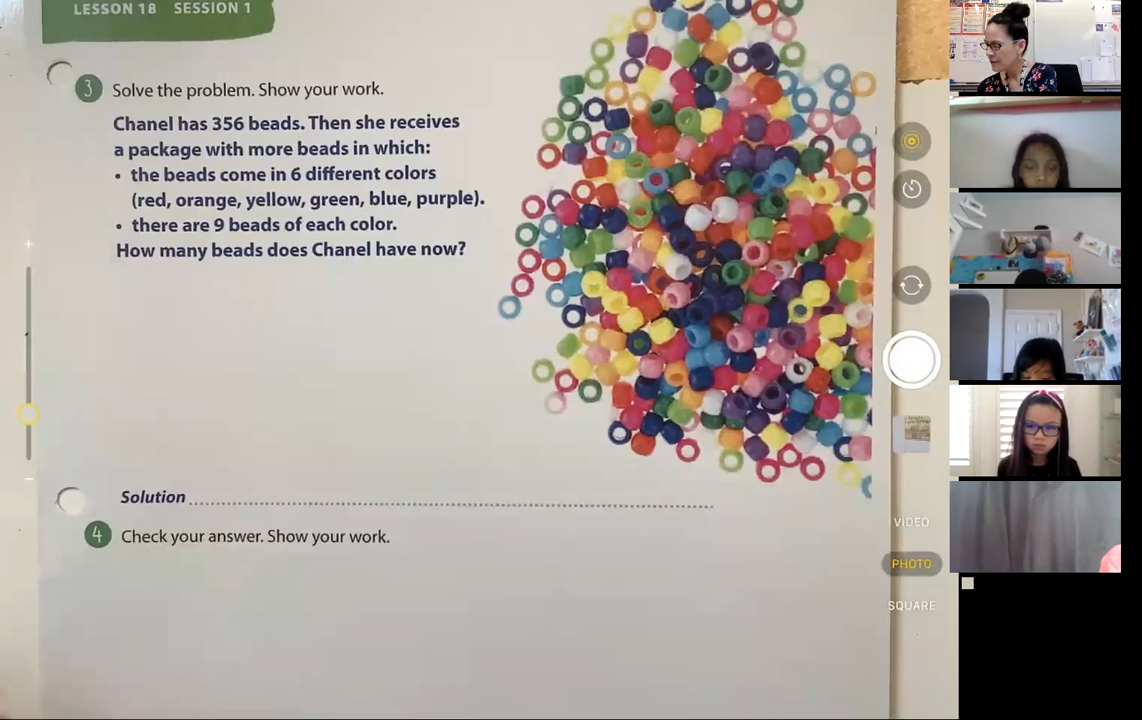 LESSON 18 SESSION 1
3 Solve the problem. Show your work.
Chanel has 356 beads. Then she receives
a package with more beads in which:
• the beads come in 6 different colors
(red, orange, yellow, green, blue, purple).
• there are 9 beads of each color.
How many beads does Chanel have now?
Solution
4 Check your answer. Show your work.
VIDEO
PHOTO
SQUARE